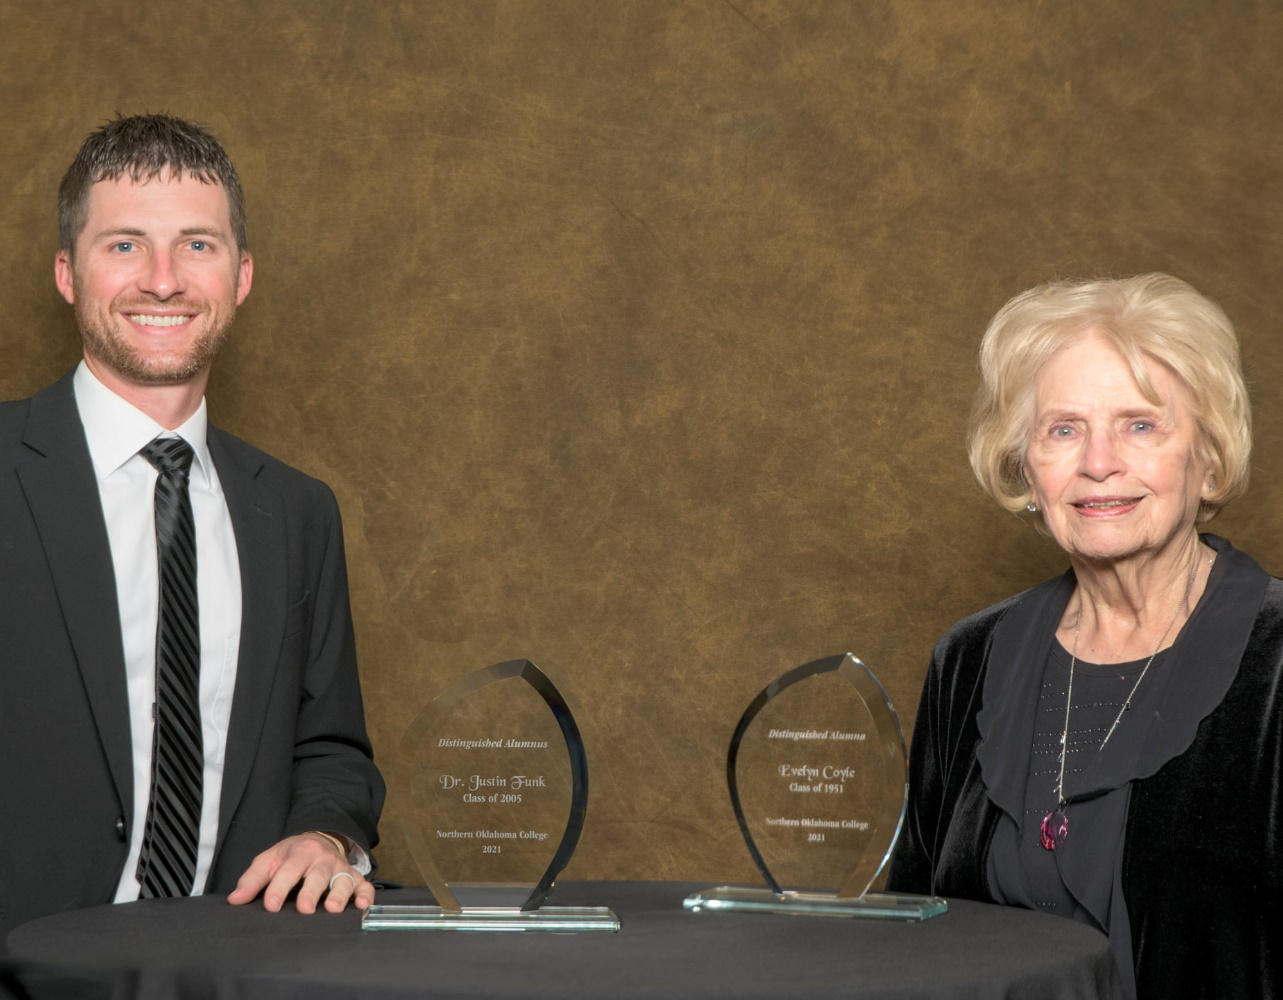 Distinguished Alumnus
Dr. Justin Funk
Class of 2005
Northern Oklahoma College
2021
Distinguished Alumna
Evelyn Coyle
Class of 1951
Northern Oklahoma College
2021